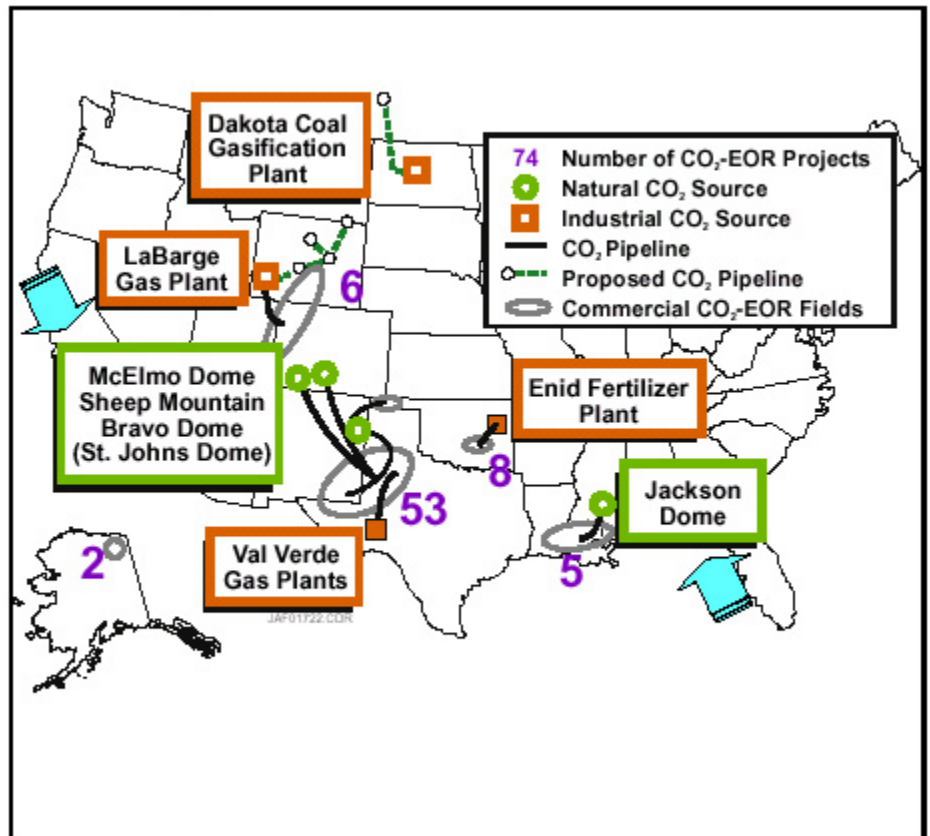 Dakota Coal
Gasification
Plant
74 Number of CO₂-EOR Projects
Natural CO₂ Source
Industrial CO₂ Source
CO₂ Pipeline
Proposed CO₂ Pipeline
Commercial CO₂-EOR Fields
LaBarge
Gas Plant
6
McElmo Dome
Sheep Mountain
Bravo Dome
(St. Johns Dome)
Enid Fertilizer
Plant
8
53
Jackson
Dome
5
Val Verde
Gas Plants
2
JAF01722.CDR